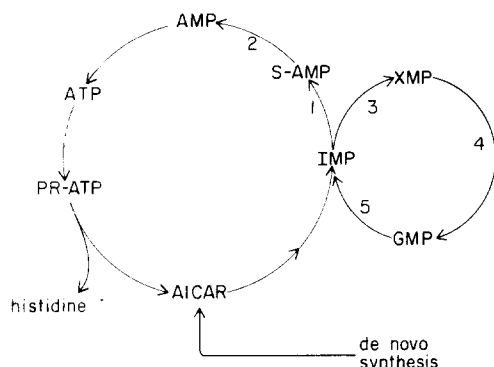 AMP
2
S-AMP
ATP
1
3
XMP
4
IMP
PR-ATP
5
GMP
AICAR
histidine
de novo
synthesis